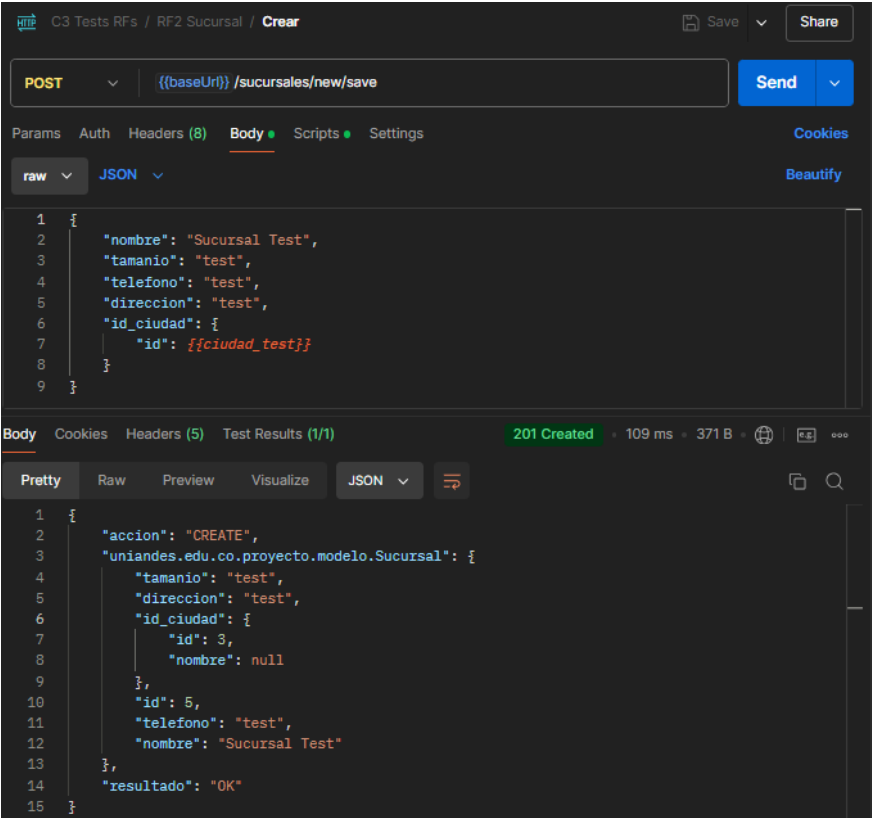 HTTP C3 Tests RFs / RF2 Sucursal / Crear Save Share
POST {{baseUrl}} /sucursales/new/save Send
Params Auth Headers (8) Body Scripts Settings Cookies
raw JSON Beautify
1 {
2 "nombre": "Sucursal Test",
3 "tamanio": "test",
4 "telefono": "test",
5 "direccion": "test",
6 "id_ciudad": {
7 "id": {{ciudad_test}}
8 }
9 }
Body Cookies Headers (5) Test Results (1/1) 201 Created 109 ms 371 B e.g.
Pretty Raw Preview Visualize JSON
1 {
2 "accion": "CREATE",
3 "uniandes.edu.co.proyecto.modelo.Sucursal": {
4 "tamanio": "test",
5 "direccion": "test",
6 "id_ciudad": {
7 "id": 3,
8 "nombre": null
9 },
10 "id": 5,
11 "telefono": "test",
12 "nombre": "Sucursal Test"
13 },
14 "resultado": "OK"
15 }